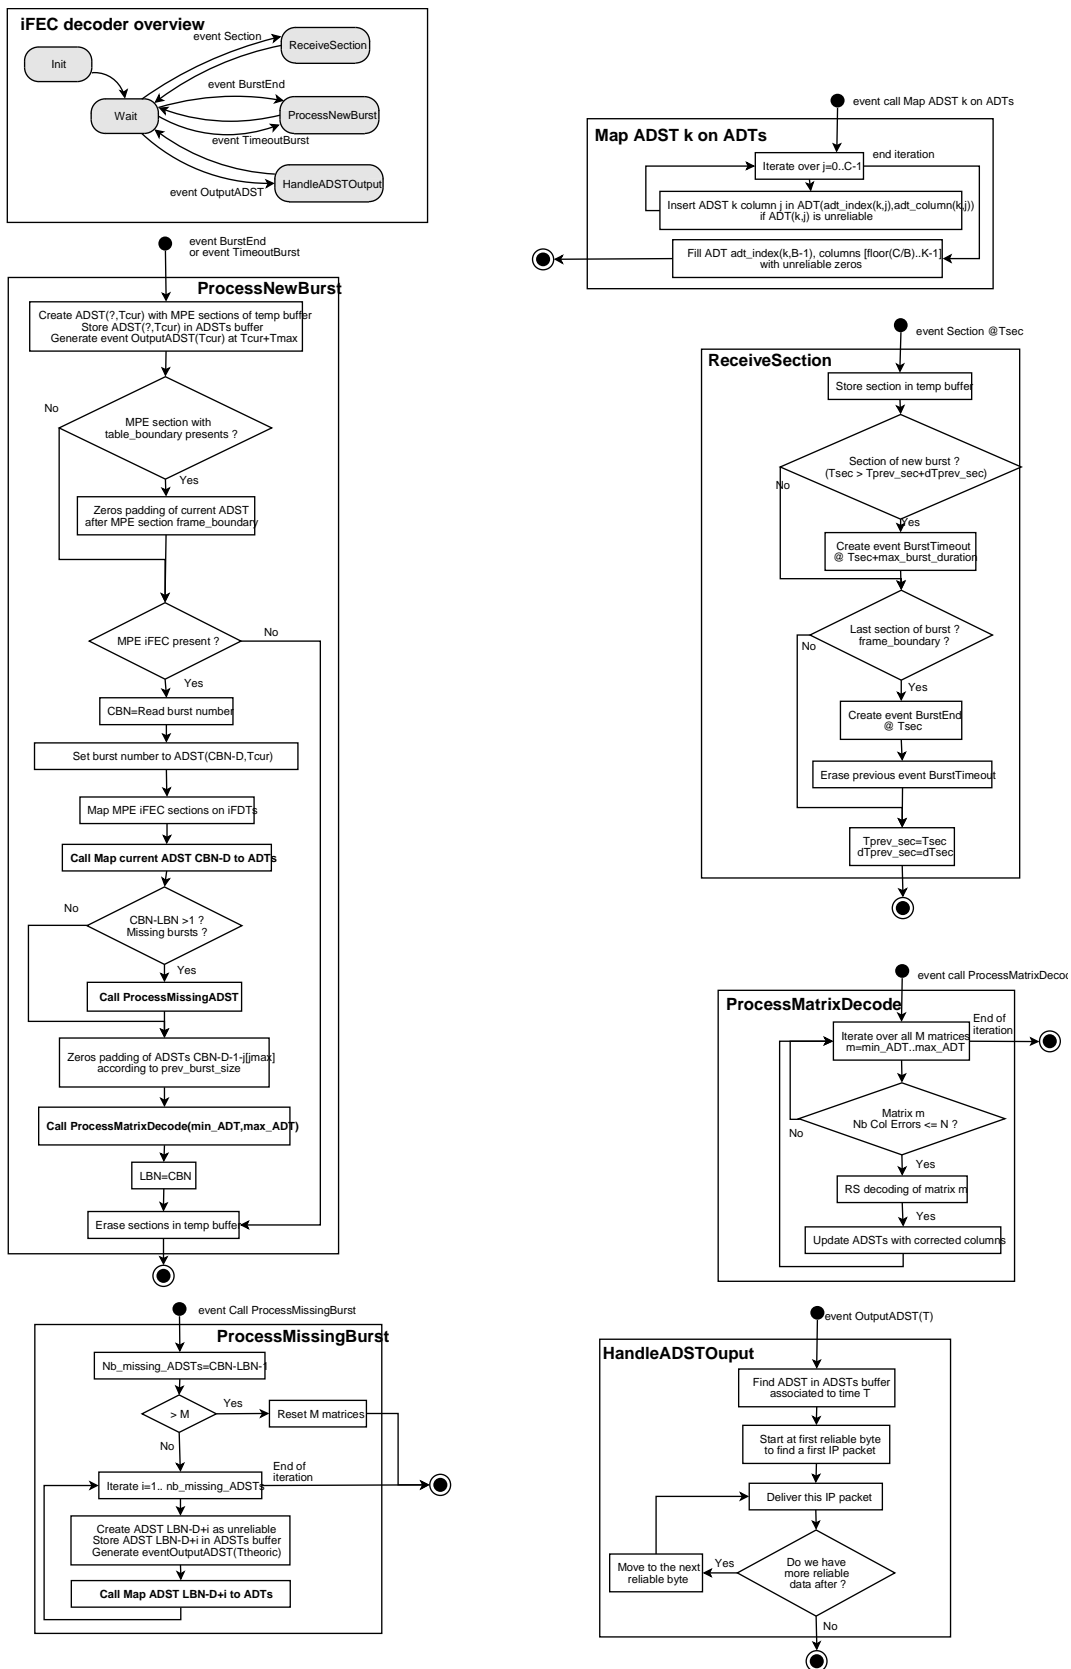 iFEC decoder overview
event Section
ReceiveSection
Init
event BurstEnd
Wait
ProcessNewBurst
event TimeoutBurst
HandleADSTOutput
event OutputADST
event call Map ADST k on ADTs
Map ADST k on ADTs
end iteration
Iterate over j=0..C-1
Insert ADST k column j in ADT(adt_index(k,j),adt_column(k,j))
if ADT(k,j) is unreliable
Fill ADT adt_index(k,B-1), columns [floor(C/B)..K-1]
with unreliable zeros
event BurstEnd
or event TimeoutBurst
ProcessNewBurst
Create ADST(?,Tcur) with MPE sections of temp buffer
Store ADST(?,Tcur) in ADSTs buffer
Generate event OutputADST(Tcur) at Tcur+Tmax
No
MPE section with
table_boundary presents ?
Yes
Zeros padding of current ADST
after MPE section frame_boundary
MPE iFEC present ?
No
Yes
CBN=Read burst number
Set burst number to ADST(CBN-D,Tcur)
Map MPE iFEC sections on iFDTs
Call Map current ADST CBN-D to ADTs
No
CBN-LBN >1 ?
Missing bursts ?
Yes
Call ProcessMissingADST
Zeros padding of ADSTs CBN-D-1-j[jmax]
according to prev_burst_size
Call ProcessMatrixDecode(min_ADT,max_ADT)
LBN=CBN
Erase sections in temp buffer
event Section @Tsec
ReceiveSection
Store section in temp buffer
Section of new burst ?
(Tsec > Tprev_sec+dTprev_sec)
No
Yes
Create event BurstTimeout
@ Tsec+max_burst_duration
Last section of burst ?
frame_boundary ?
No
Yes
Create event BurstEnd
@ Tsec
Erase previous event BurstTimeout
Tprev_sec=Tsec
dTprev_sec=dTsec
event call ProcessMatrixDecod
ProcessMatrixDecode
End of
iteration
Iterate over all M matrices
m=min_ADT..max_ADT
Matrix m
Nb Col Errors <= N ?
No
Yes
RS decoding of matrix m
Yes
Update ADSTs with corrected columns
event Call ProcessMissingBurst
ProcessMissingBurst
Nb_missing_ADSTs=CBN-LBN-1
> M
Yes
Reset M matrices
No
End of
iteration
Iterate i=1.. nb_missing_ADSTs
Create ADST LBN-D+i as unreliable
Store ADST LBN-D+i in ADSTs buffer
Generate eventOutputADST(Ttheoric)
Call Map ADST LBN-D+i to ADTs
event OutputADST(T)
HandleADSTOuput
Find ADST in ADSTs buffer
associated to time T
Start at first reliable byte
to find a first IP packet
Deliver this IP packet
Move to the next
reliable byte
Yes
Do we have
more reliable
data after ?
No